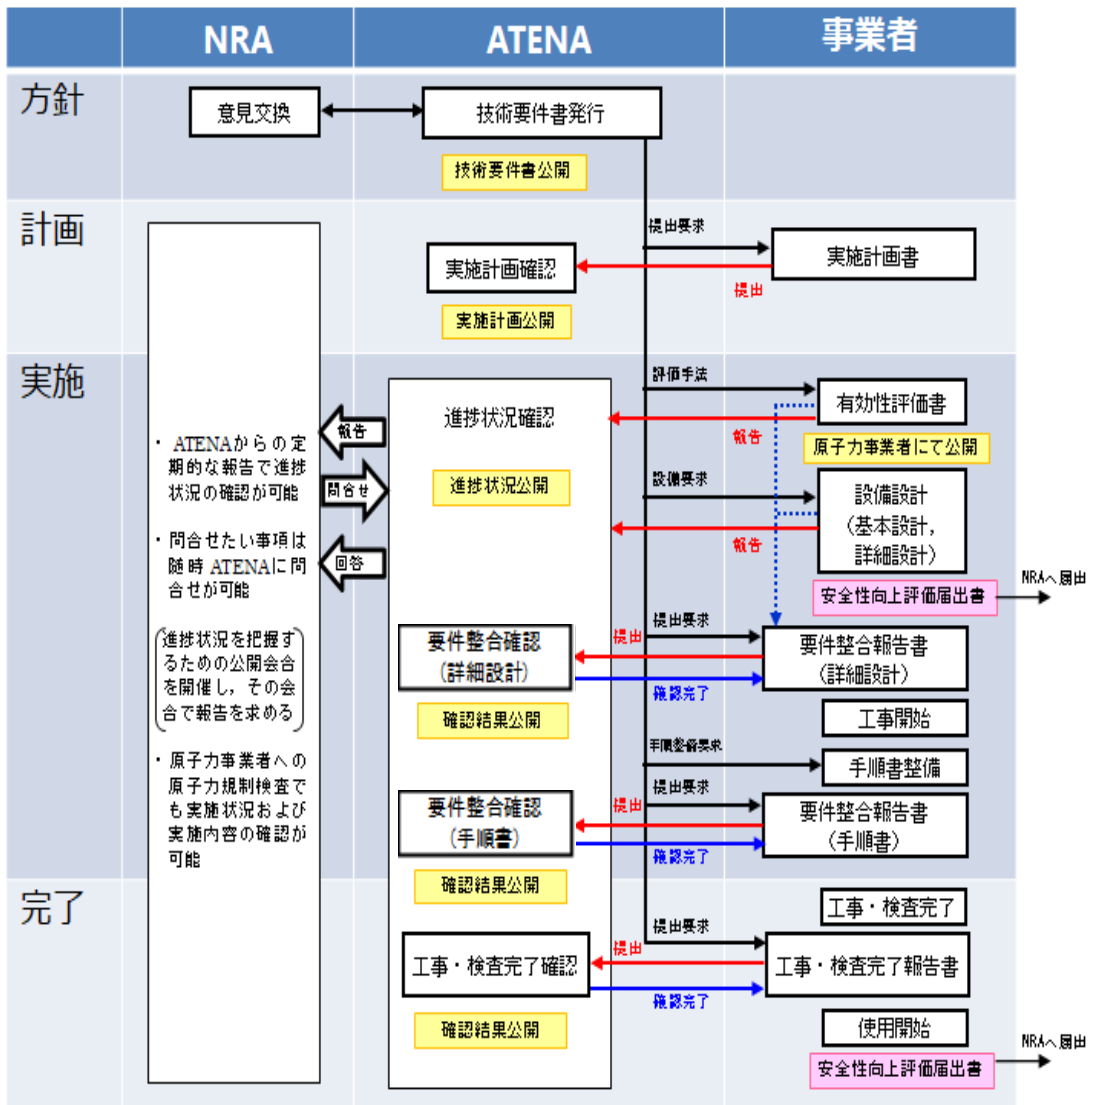 NRA
ATENA
事業者
方針
意見交換
技術要件書発行
技術要件書公開
計画
提出要求
実施計画書
実施計画確認
提出
実施計画公開
実施
評価手法
有効性評価書
進捗状況確認
報告
報告
原子力事業者にて公開
・ ATENAからの定
期的な報告で進捗
状況の確認が可能
問合せ
進捗状況公開
設備要求
設備設計
(基本設計,
詳細設計)
報告
・ 問合せたい事項は
随時 ATENAに問
合せが可能
回答
安全性向上評価届出書
NRAへ届出
進捗状況を把握す
るための公開会合
を開催し,その会
合で報告を求める
要件整合確認
(詳細設計)
提出
提出要求
要件整合報告書
(詳細設計)
確認完了
確認結果公開
工事開始
・ 原子力事業者への
原子力規制検査で
も実施状況および
実施内容の確認が
可能
手順整備要求
手順書整備
提出要求
要件整合確認
(手順書)
提出
要件整合報告書
(手順書)
確認完了
確認結果公開
完了
工事・検査完了
提出要求
工事・検査完了確認
提出
工事・検査完了報告書
確認完了
確認結果公開
使用開始
安全性向上評価届出書
NRAへ届出